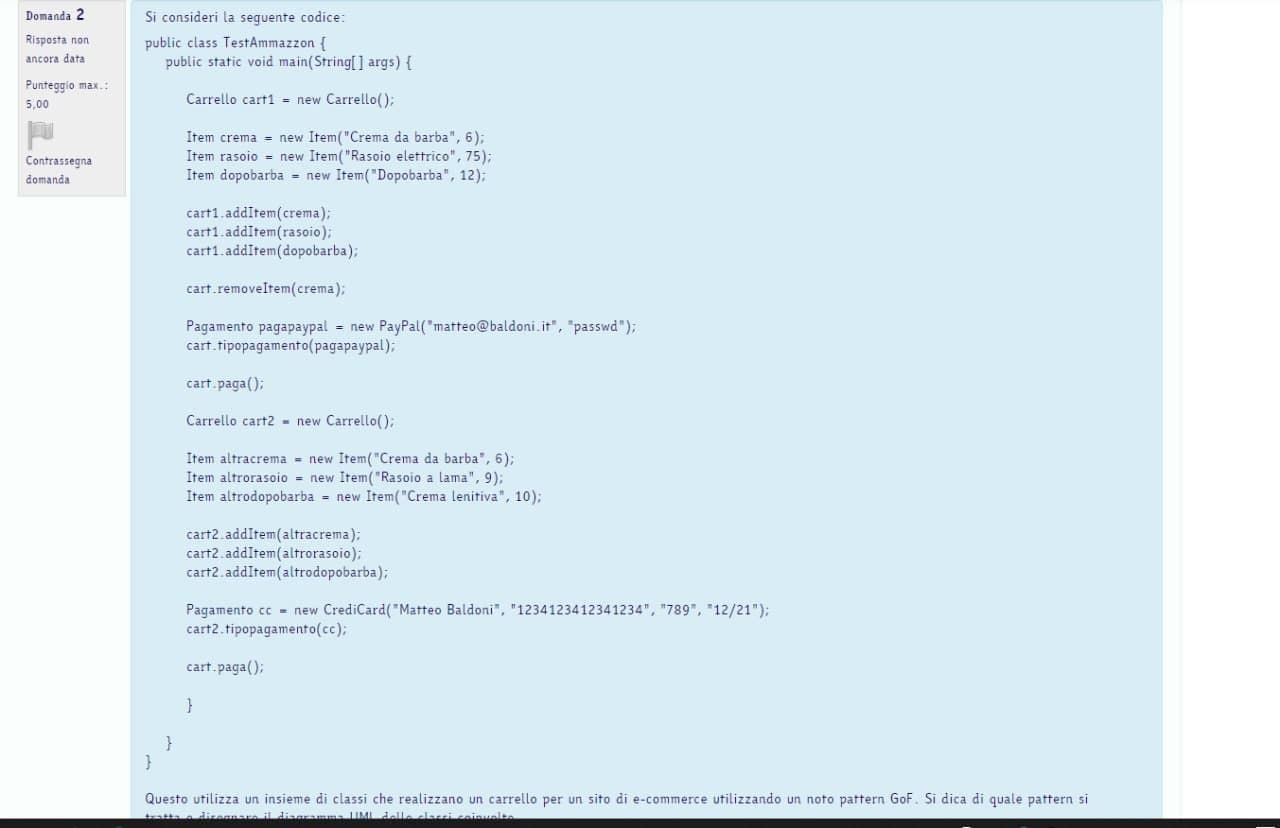 Domanda 2
Risposta non
ancora data
Punteggio max.:
5,00
Contrassegna
domanda
Si consideri la seguente codice:
public class TestAmmazzon {
public static void main(String[] args) {
Carrello cart1 = new Carrello();
Item crema = new Item("Crema da barba", 6);
Item rasoio = new Item("Rasoio elettrico", 75);
Item dopobarba = new Item("Dopobarba", 12);
cart1.addItem(crema);
cart1.addItem(rasoio);
cart1.addItem(dopobarba);
cart.removeItem(crema);
Pagamento pagapaypal = new PayPal("matteo@baldoni.it", "passwd");
cart.tipopagamento(pagapaypal);
cart.paga();
Carrello cart2 = new Carrello();
Item altracrema = new Item("Crema da barba", 6);
Item altrorasoio = new Item("Rasoio a lama", 9);
Item altrodopobarba = new Item("Crema lenitiva", 10);
cart2.addItem(altracrema);
cart2.addItem(altrorasoio);
cart2.addItem(altrodopobarba);
Pagamento cc = new CrediCard("Matteo Baldoni", "1234123412341234", "789", "12/21");
cart2.tipopagamento(cc);
cart.paga();
}
}
}
Questo utilizza un insieme di classi che realizzano un carrello per un sito di e-commerce utilizzando un noto pattern GoF. Si dica di quale pattern si
tratta e disegnare il diagramma UML delle classi coinvolte.